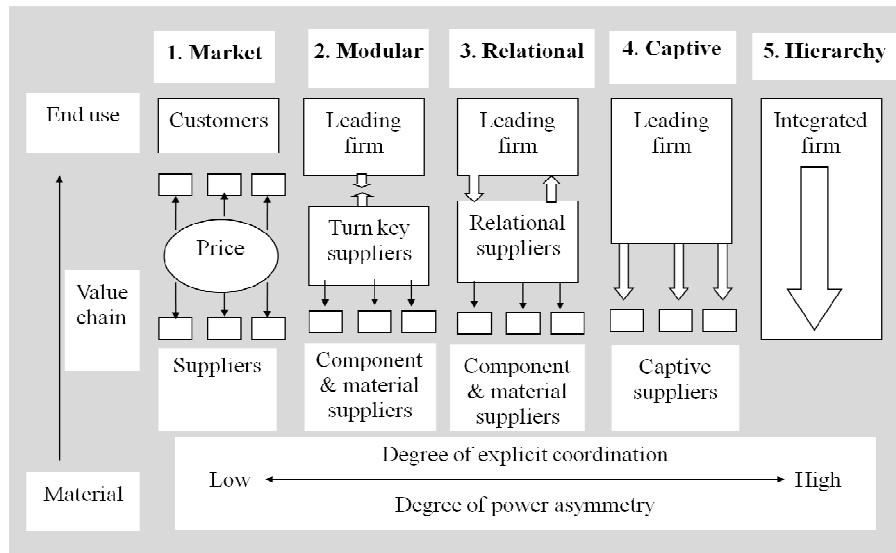 1. Market
2. Modular
3. Relational
4. Captive
5. Hierarchy
End use
Value
chain
Material
Customers
Price
Suppliers
Leading
firm
Turn key
suppliers
Component
& material
suppliers
Leading
firm
Relational
suppliers
Component
& material
suppliers
Leading
firm
Captive
suppliers
Integrated
firm
Degree of explicit coordination
Low
High
Degree of power asymmetry